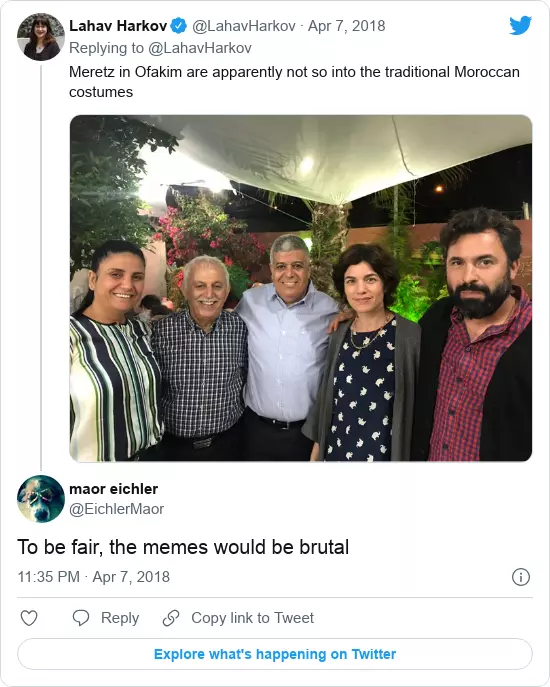 Lahav Harkov @LahavHarkov · Apr 7, 2018
Replying to @LahavHarkov
Meretz in Ofakim are apparently not so into the traditional Moroccan
costumes
maor eichler
@EichlerMaor
To be fair, the memes would be brutal
11:35 PM · Apr 7, 2018
Reply
Copy link to Tweet
Explore what's happening on Twitter